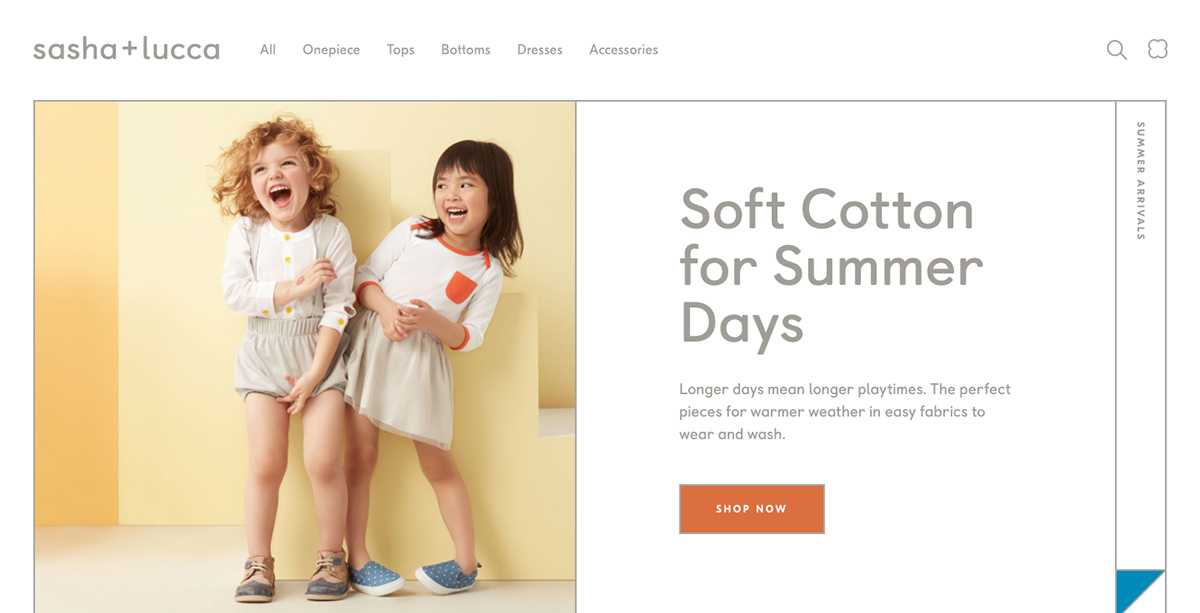 sasha+lucca
All Onepiece Tops Bottoms Dresses Accessories
Soft Cotton
for Summer
Days
Longer days mean longer playtimes. The perfect
pieces for warmer weather in easy fabrics to
wear and wash.
SHOP NOW
SUMMER ARRIVALS